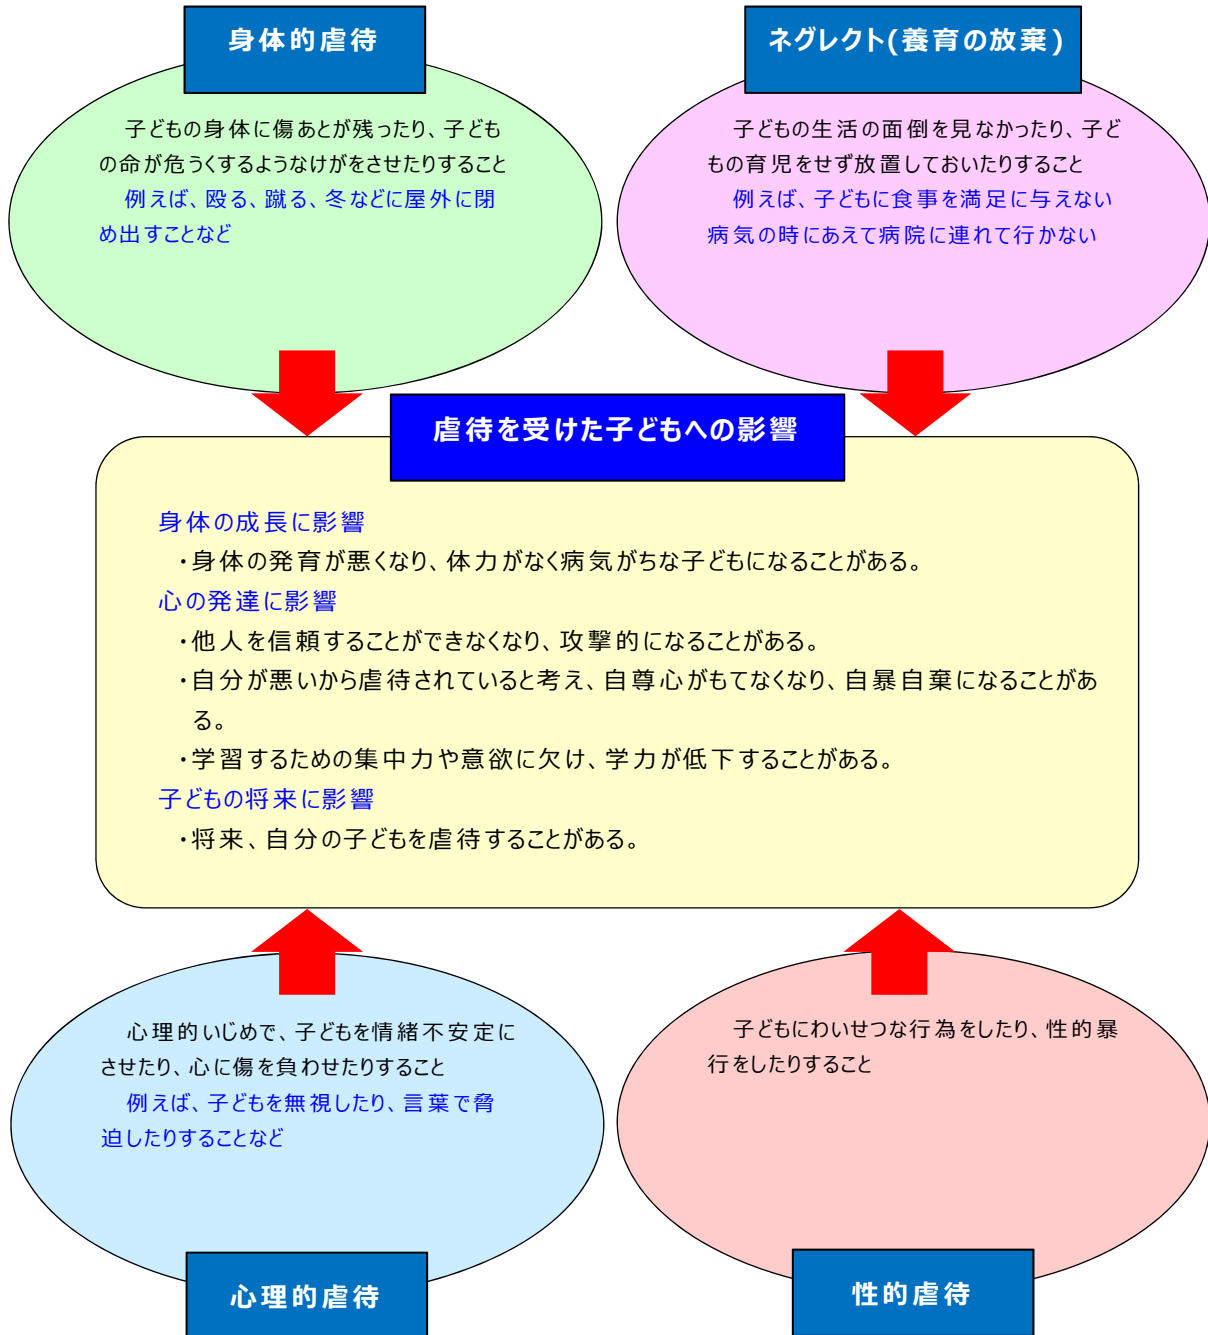 身体的虐待
子どもの身体に傷あとが残ったり、子ども
の命が危うくするようなけがをさせたりすること
例えば、殴る、蹴る、冬などに屋外に閉
め出すことなど
ネグレクト(養育の放棄)
子どもの生活の面倒を見なかったり、子ど
もの育児をせず放置しておいたりすること
例えば、子どもに食事を満足に与えない
病気の時にあえて病院に連れて行かない
虐待を受けた子どもへの影響
身体の成長に影響
・身体の発育が悪くなり、体力がなく病気がちな子どもになることがある。
心の発達に影響
・他人を信頼することができなくなり、攻撃的になることがある。
・自分が悪いから虐待されていると考え、自尊心がもてなくなり、自暴自棄になることがあ
る。
・学習するための集中力や意欲に欠け、学力が低下することがある。
子どもの将来に影響
・将来、自分の子どもを虐待することがある。
心理的いじめで、子どもを情緒不安定に
させたり、心に傷を負わせたりすること
例えば、子どもを無視したり、言葉で脅
迫したりすることなど
心理的虐待
子どもにわいせつな行為をしたり、性的暴
行をしたりすること
性的虐待